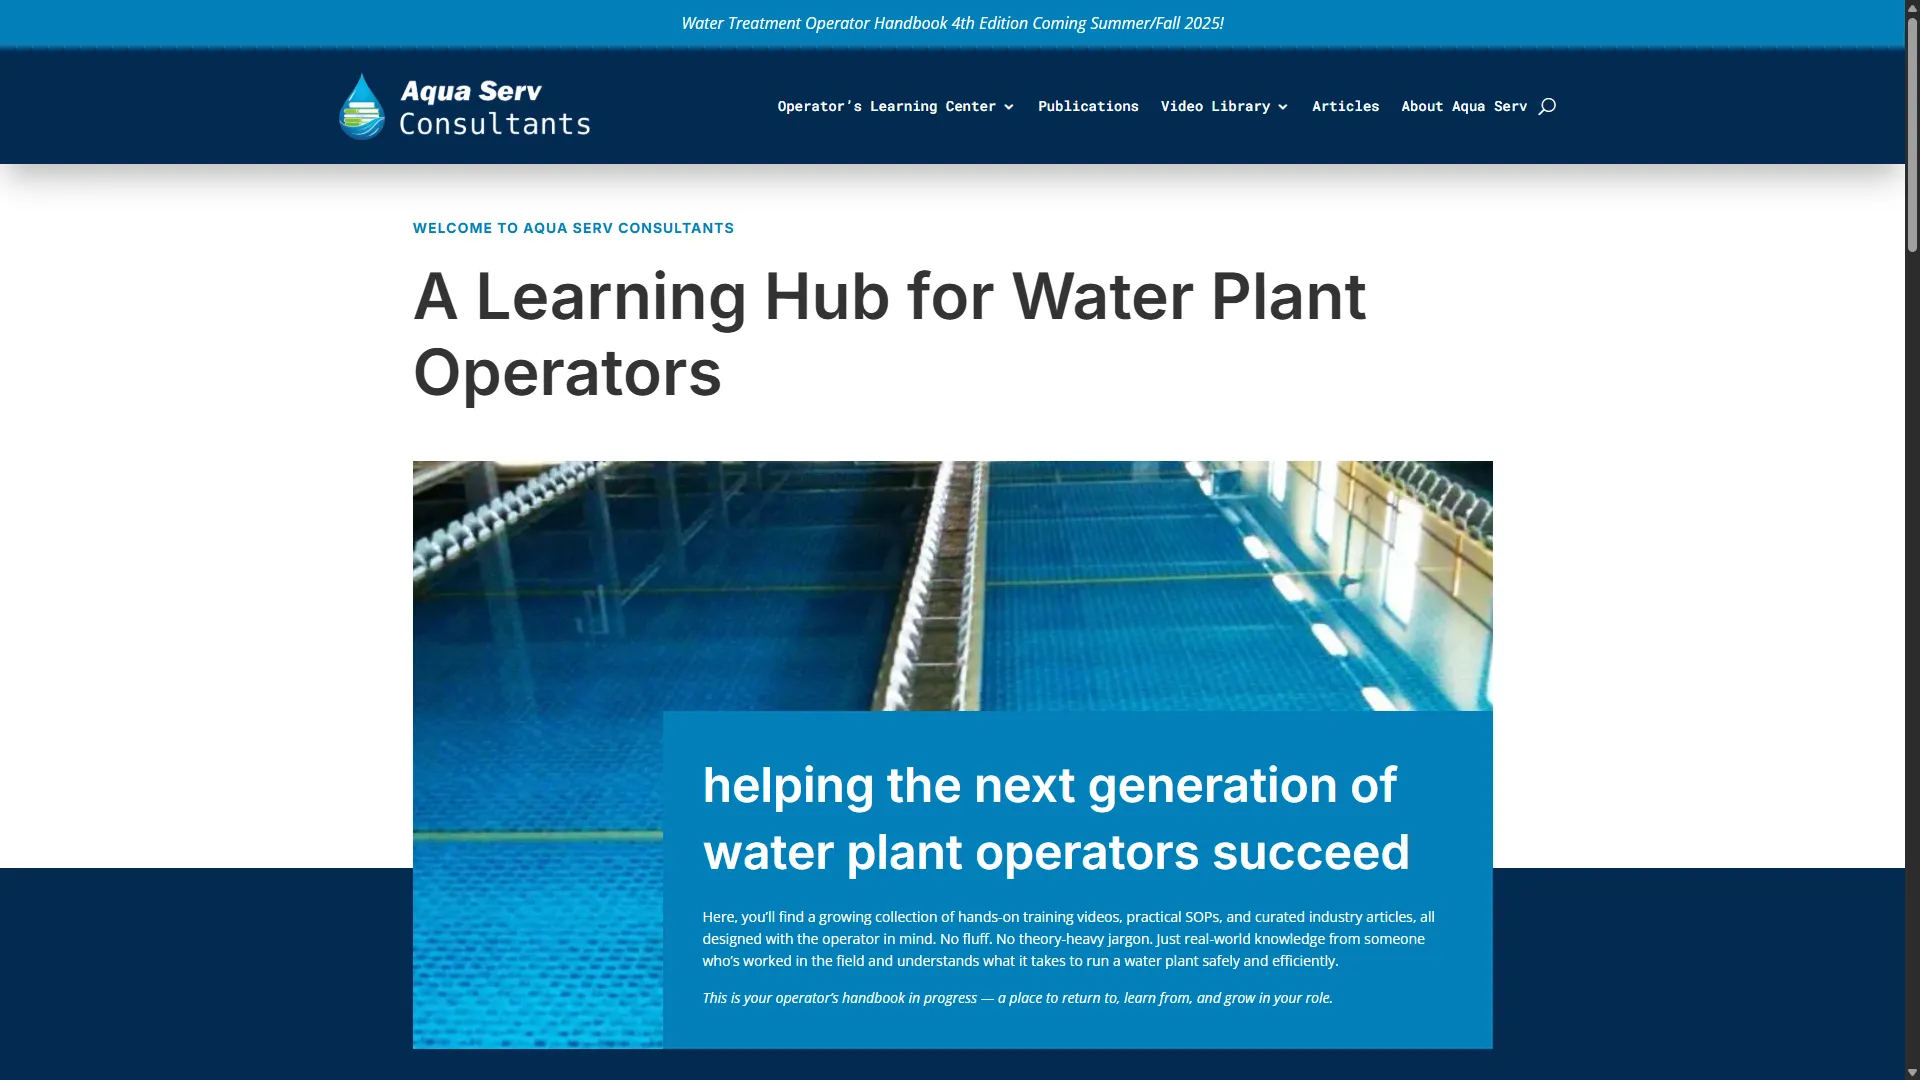 Water Treatment Operator Handbook 4th Edition Coming Summer/Fall 2025!
Aqua Serv
Consultants
Operator’s Learning Center
Publications
Video Library
Articles
About Aqua Serv
WELCOME TO AQUA SERV CONSULTANTS
A Learning Hub for Water Plant
Operators
helping the next generation of
water plant operators succeed
Here, you’ll find a growing collection of hands-on training videos, practical SOPs, and curated industry articles, all
designed with the operator in mind. No fluff. No theory-heavy jargon. Just real-world knowledge from someone
who’s worked in the field and understands what it takes to run a water plant safely and efficiently.
This is your operator’s handbook in progress — a place to return to, learn from, and grow in your role.